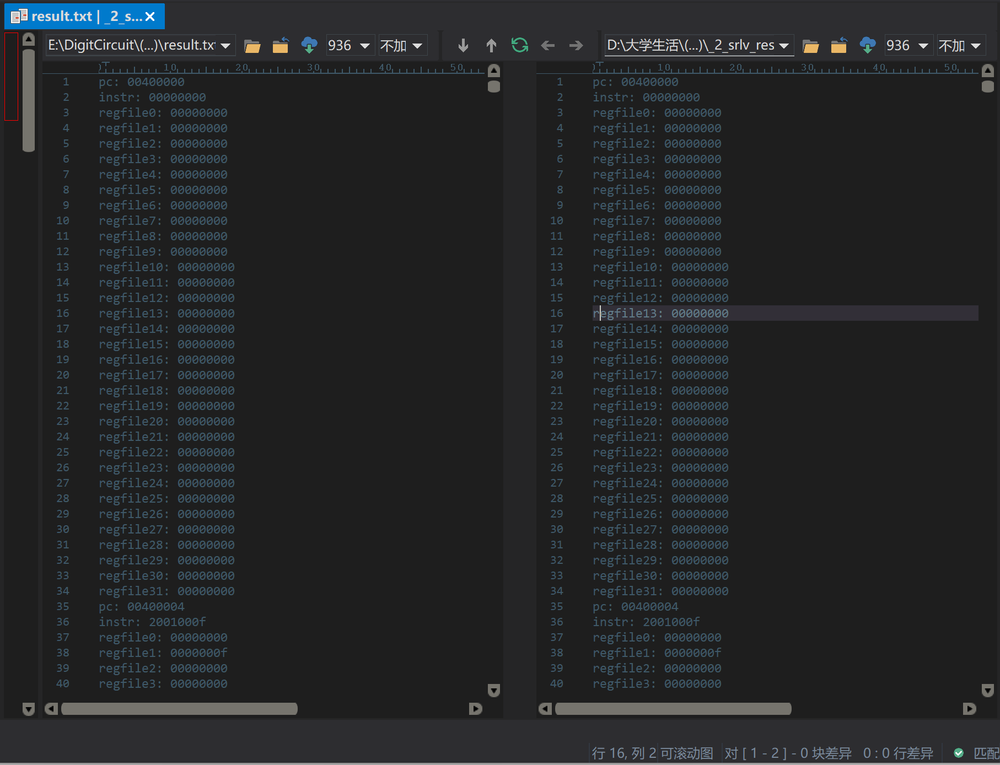 result.txt | _2_s...
E:\DigitCircuit\(...)\result.tx
936
不加
D:\大学生活\(...)\_2_srlv_res
936
不加
0 10 20 30 40 50
0 10 20 30 40 50
1 pc: 00400000
2 instr: 00000000
3 regfile0: 00000000
4 regfile1: 00000000
5 regfile2: 00000000
6 regfile3: 00000000
7 regfile4: 00000000
8 regfile5: 00000000
9 regfile6: 00000000
10 regfile7: 00000000
11 regfile8: 00000000
12 regfile9: 00000000
13 regfile10: 00000000
14 regfile11: 00000000
15 regfile12: 00000000
16 regfile13: 00000000
17 regfile14: 00000000
18 regfile15: 00000000
19 regfile16: 00000000
20 regfile17: 00000000
21 regfile18: 00000000
22 regfile19: 00000000
23 regfile20: 00000000
24 regfile21: 00000000
25 regfile22: 00000000
26 regfile23: 00000000
27 regfile24: 00000000
28 regfile25: 00000000
29 regfile26: 00000000
30 regfile27: 00000000
31 regfile28: 00000000
32 regfile29: 00000000
33 regfile30: 00000000
34 regfile31: 00000000
35 pc: 00400004
36 instr: 2001000f
37 regfile0: 00000000
38 regfile1: 0000000f
39 regfile2: 00000000
40 regfile3: 00000000
1 pc: 00400000
2 instr: 00000000
3 regfile0: 00000000
4 regfile1: 00000000
5 regfile2: 00000000
6 regfile3: 00000000
7 regfile4: 00000000
8 regfile5: 00000000
9 regfile6: 00000000
10 regfile7: 00000000
11 regfile8: 00000000
12 regfile9: 00000000
13 regfile10: 00000000
14 regfile11: 00000000
15 regfile12: 00000000
16 regfile13: 00000000
17 regfile14: 00000000
18 regfile15: 00000000
19 regfile16: 00000000
20 regfile17: 00000000
21 regfile18: 00000000
22 regfile19: 00000000
23 regfile20: 00000000
24 regfile21: 00000000
25 regfile22: 00000000
26 regfile23: 00000000
27 regfile24: 00000000
28 regfile25: 00000000
29 regfile26: 00000000
30 regfile27: 00000000
31 regfile28: 00000000
32 regfile29: 00000000
33 regfile30: 00000000
34 regfile31: 00000000
35 pc: 00400004
36 instr: 2001000f
37 regfile0: 00000000
38 regfile1: 0000000f
39 regfile2: 00000000
40 regfile3: 00000000
行 16, 列 2 可滚动图 对 [ 1 - 2 ] - 0 块差异 0 : 0 行差异 匹配